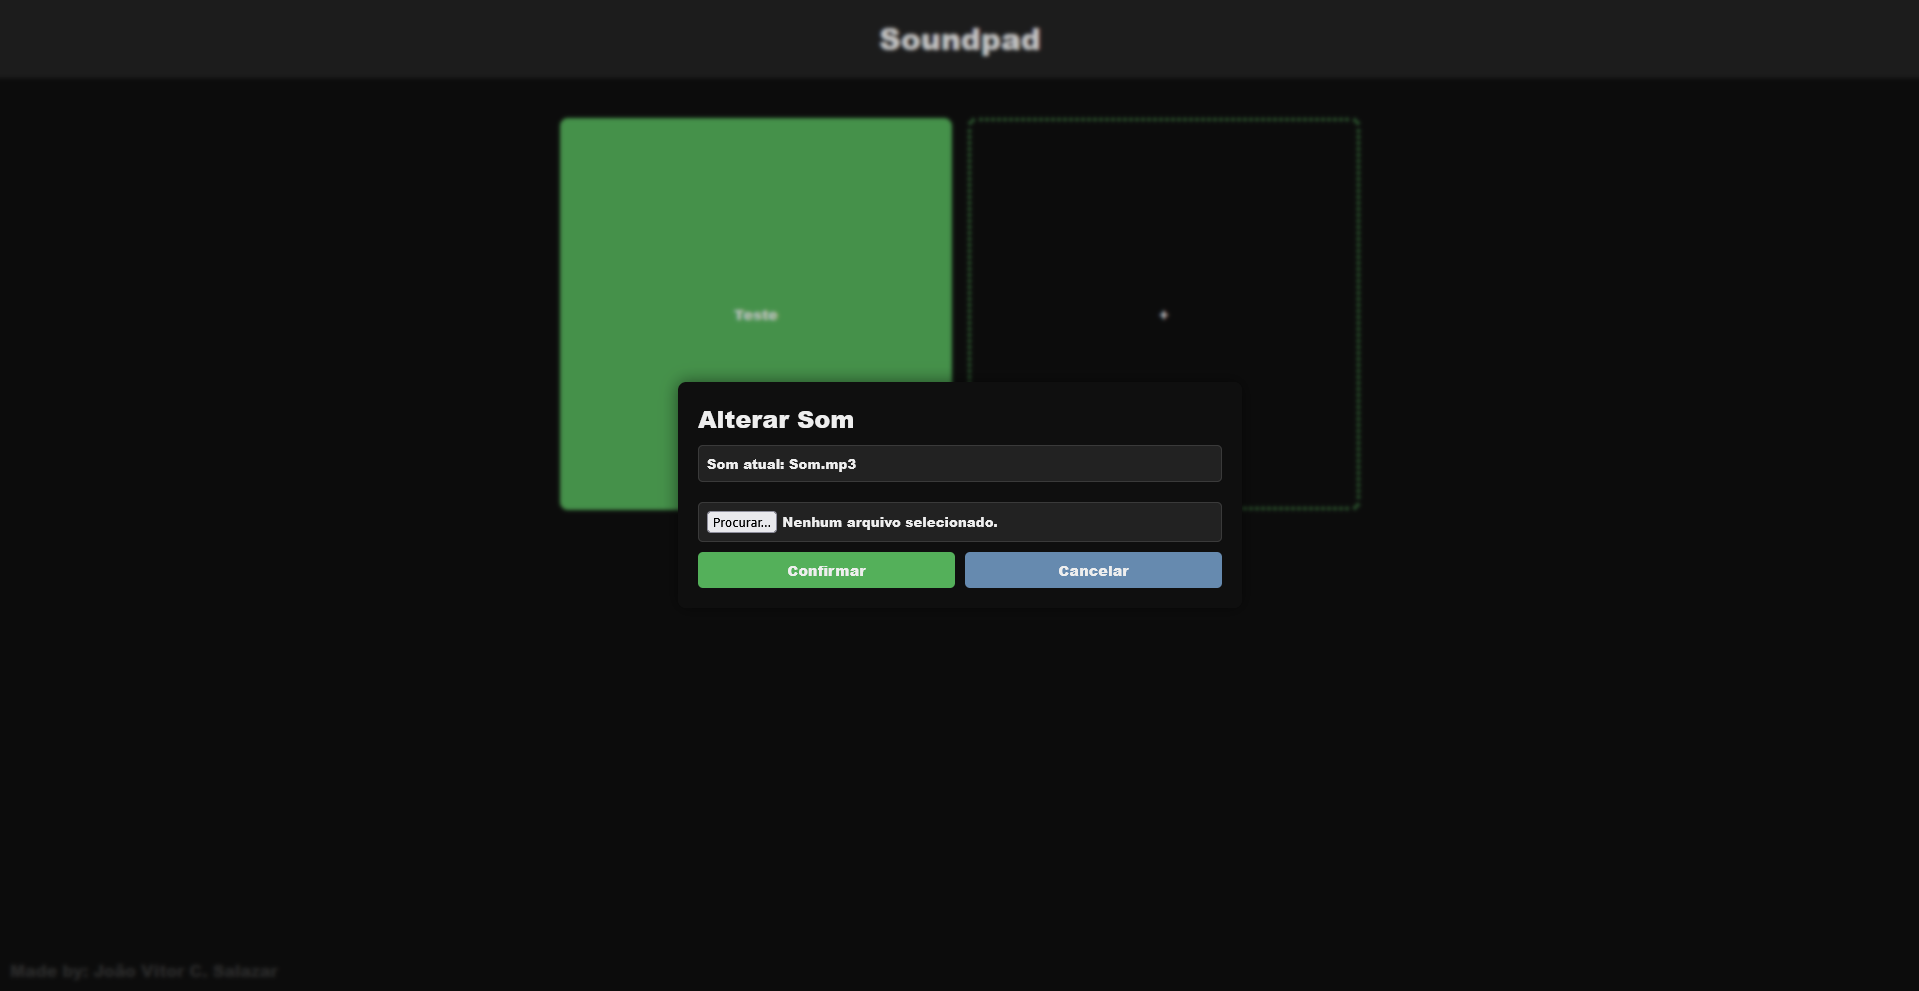 Soundpad
Teste
+
Alterar Som
Som atual: Som.mp3
Procurar... Nenhum arquivo selecionado.
Confirmar
Cancelar
Made by: João Vitor C. Salazar